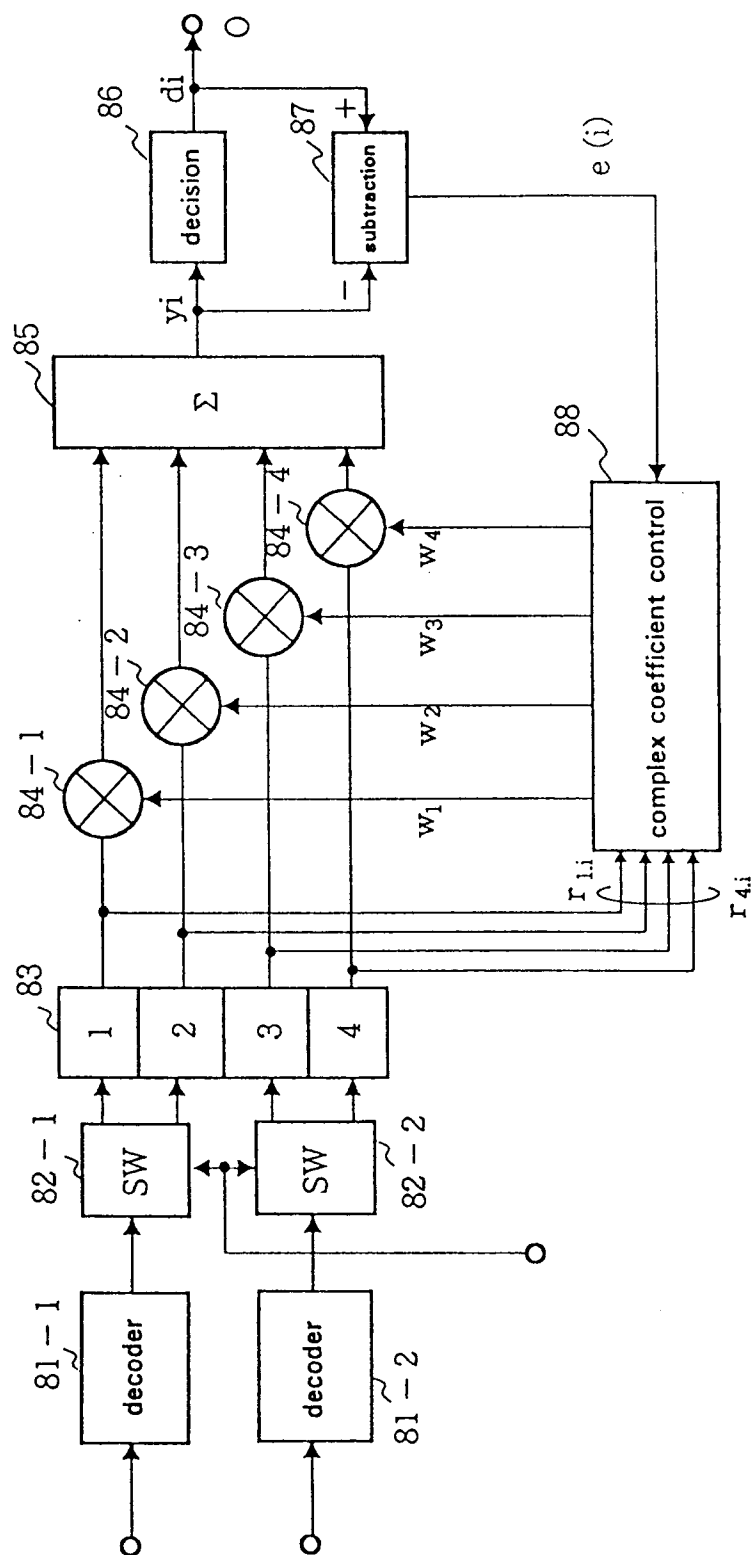 81-1
decoder
81-2
decoder
82-1
SW
82-2
SW
83
1
2
3
4
84-1
84-2
84-3
84-4
w1
w2
w3
w4
r1.i
r4.i
88
complex coefficient control
85
Σ
yi
86
decision
di
O
87
subtraction
+
−
e (i)